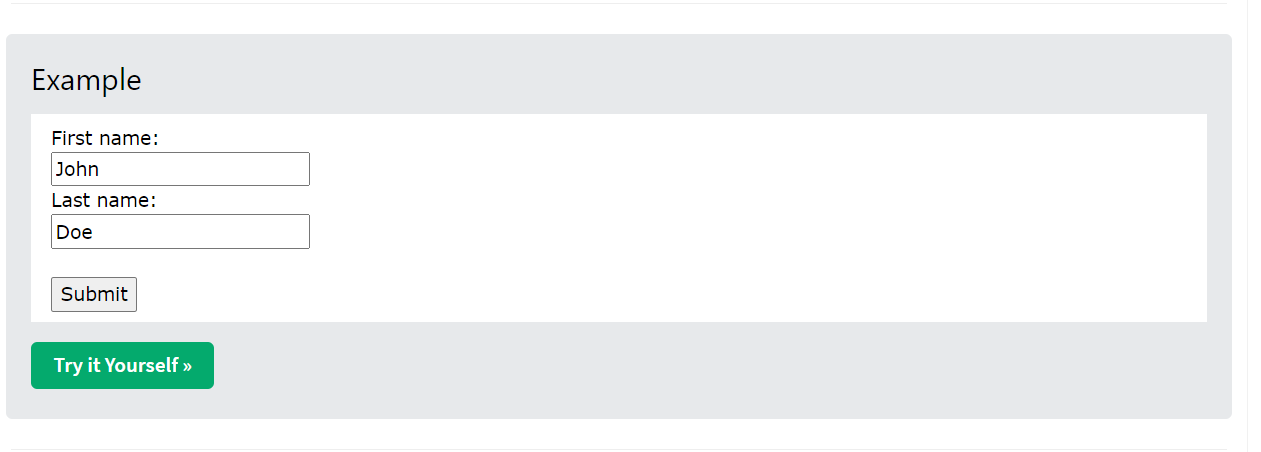 Example
First name:
John
Last name:
Doe
Submit
Try it Yourself »